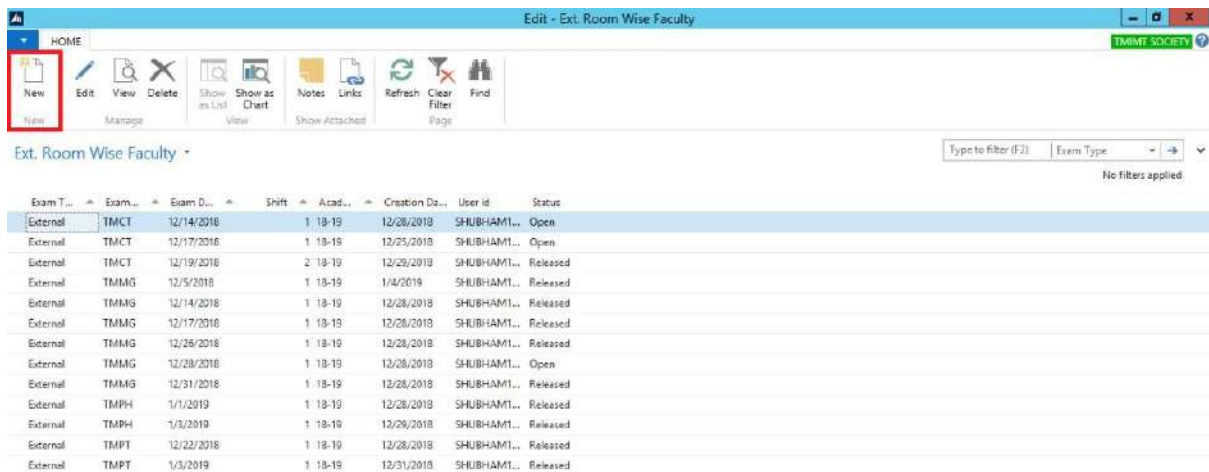 Edit - Ext. Room Wise Faculty
HOME
TMIMT SOCIETY
New Edit View Delete Show as List Show as Chart Notes Links Refresh Clear Filter Find
New Manage View Show Attached Page
Ext. Room Wise Faculty
Type to filter (F3) Exam Type
No filters applied
Exam T... Exam... Exam D... Shift Acad... Creation Da... User id Status
External TMCT 12/14/2018 1 18-19 12/28/2018 SHUBHAM1... Open
External TMCT 12/17/2018 1 18-19 12/25/2018 SHUBHAM1... Open
External TMCT 12/19/2018 2 18-19 12/29/2018 SHUBHAM1... Released
External TMMG 12/5/2018 1 18-19 1/4/2019 SHUBHAM1... Released
External TMMG 12/14/2018 1 18-19 12/28/2018 SHUBHAM1... Released
External TMMG 12/17/2018 1 18-19 12/28/2018 SHUBHAM1... Released
External TMMG 12/26/2018 1 18-19 12/28/2018 SHUBHAM1... Released
External TMMG 12/28/2018 1 18-19 12/28/2018 SHUBHAM1... Open
External TMMG 12/31/2018 1 18-19 12/28/2018 SHUBHAM1... Released
External TMPH 1/1/2019 1 18-19 12/28/2018 SHUBHAM1... Released
External TMPH 1/3/2019 1 18-19 12/29/2018 SHUBHAM1... Released
External TMPT 12/22/2018 1 18-19 12/28/2018 SHUBHAM1... Released
External TMPT 1/3/2019 1 18-19 12/31/2018 SHUBHAM1... Released